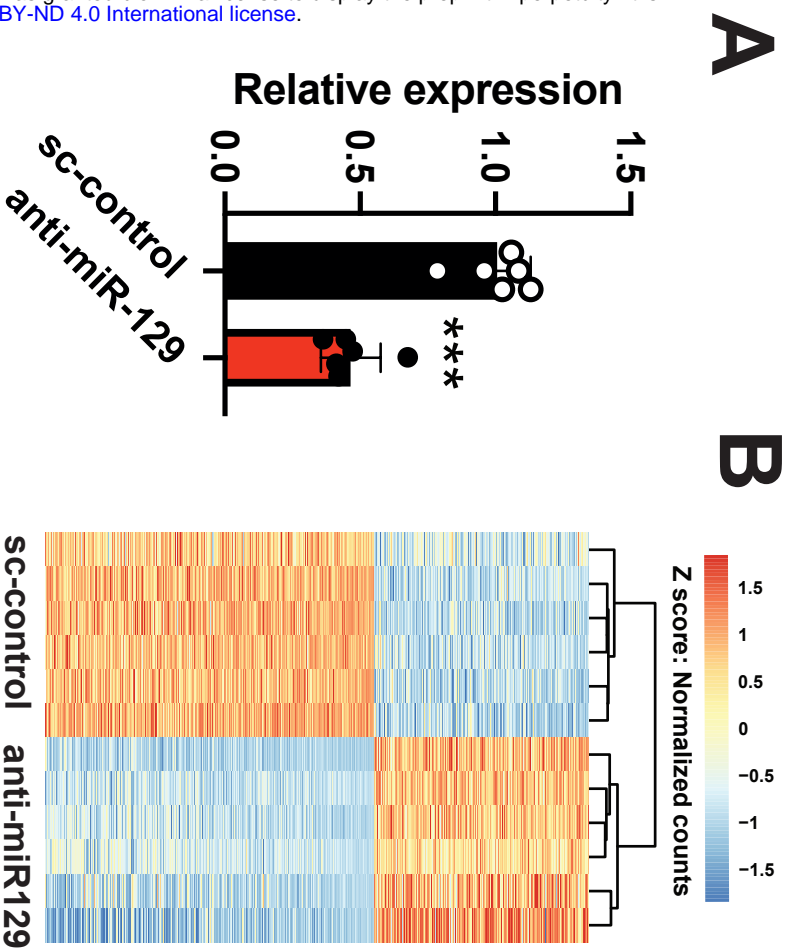 BY-ND 4.0 International license.
A
Relative expression
0.0
0.5
1.0
1.5
sc-control
anti-miR-129
***
B
Z score: Normalized counts
1.5
1
0.5
0
−0.5
−1
−1.5
sc-control
anti-miR129